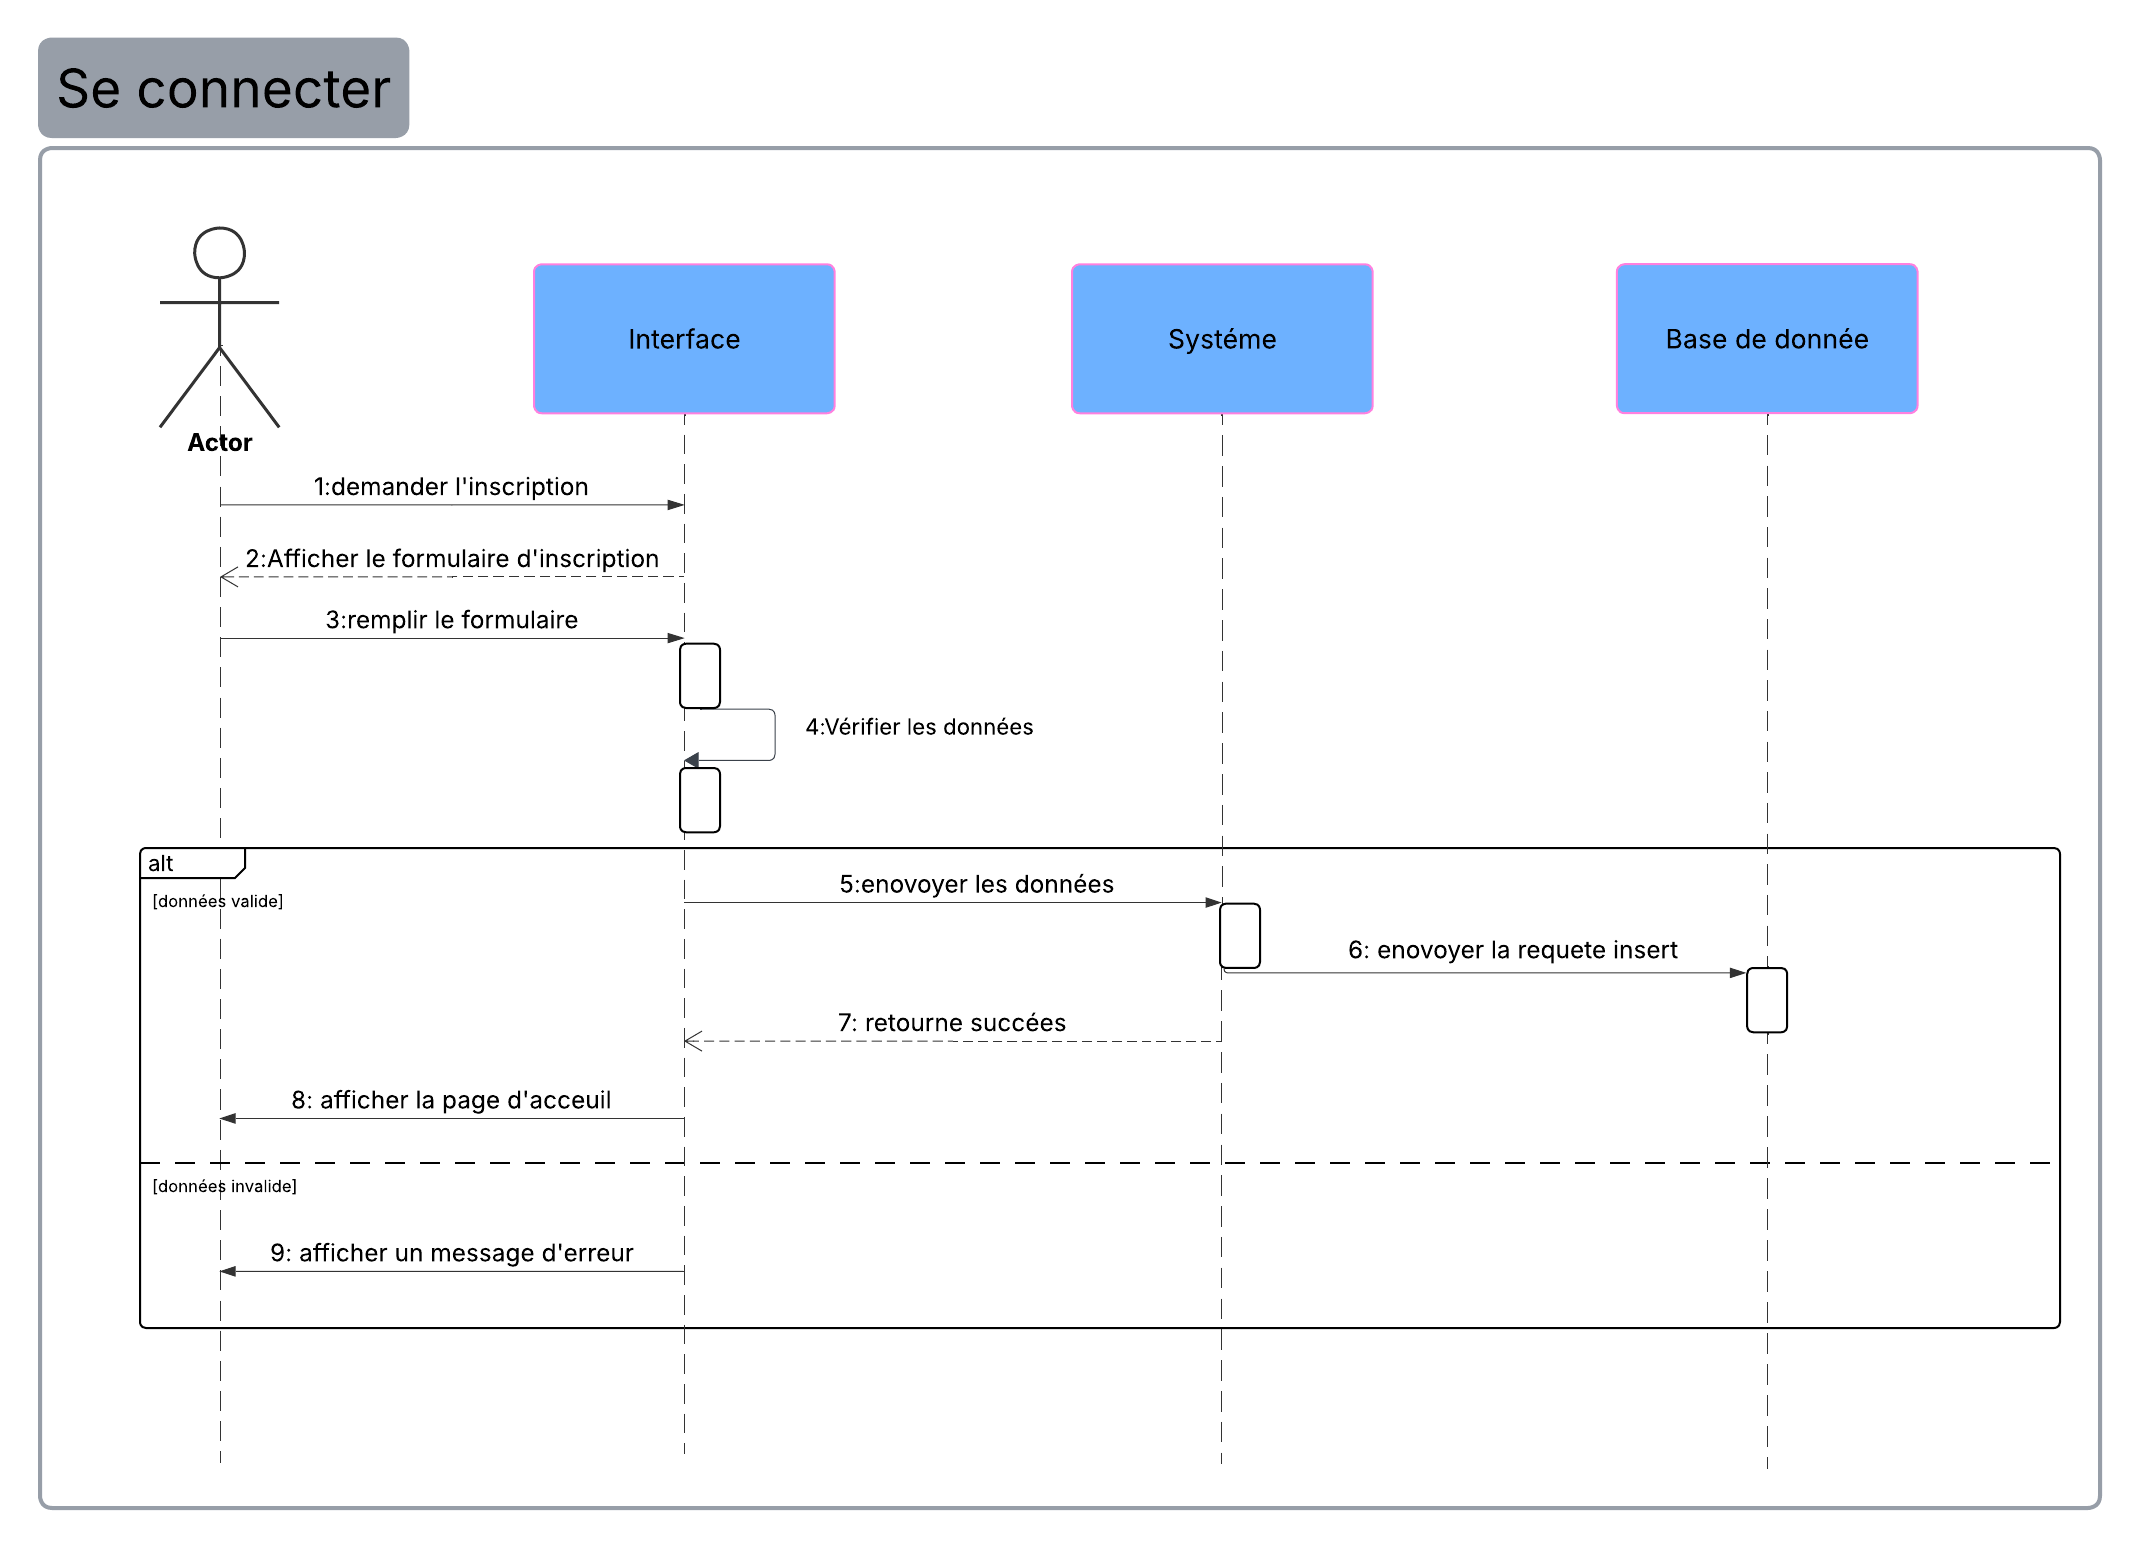 Se connecter
Interface
Systéme
Base de donnée
Actor
1:demander l'inscription
2:Afficher le formulaire d'inscription
3:remplir le formulaire
4:Vérifier les données
alt
[données valide]
5:enovoyer les données
6: enovoyer la requete insert
7: retourne succées
8: afficher la page d'acceuil
[données invalide]
9: afficher un message d'erreur